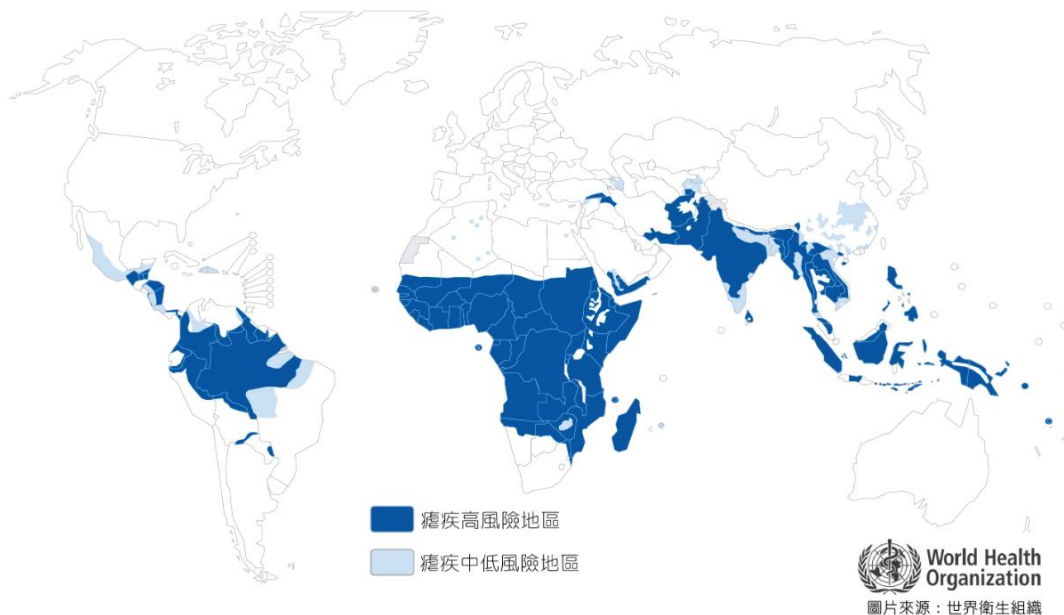 瘧疾高風險地區
瘧疾中低風險地區
World Health
Organization
圖片來源：世界衛生組織